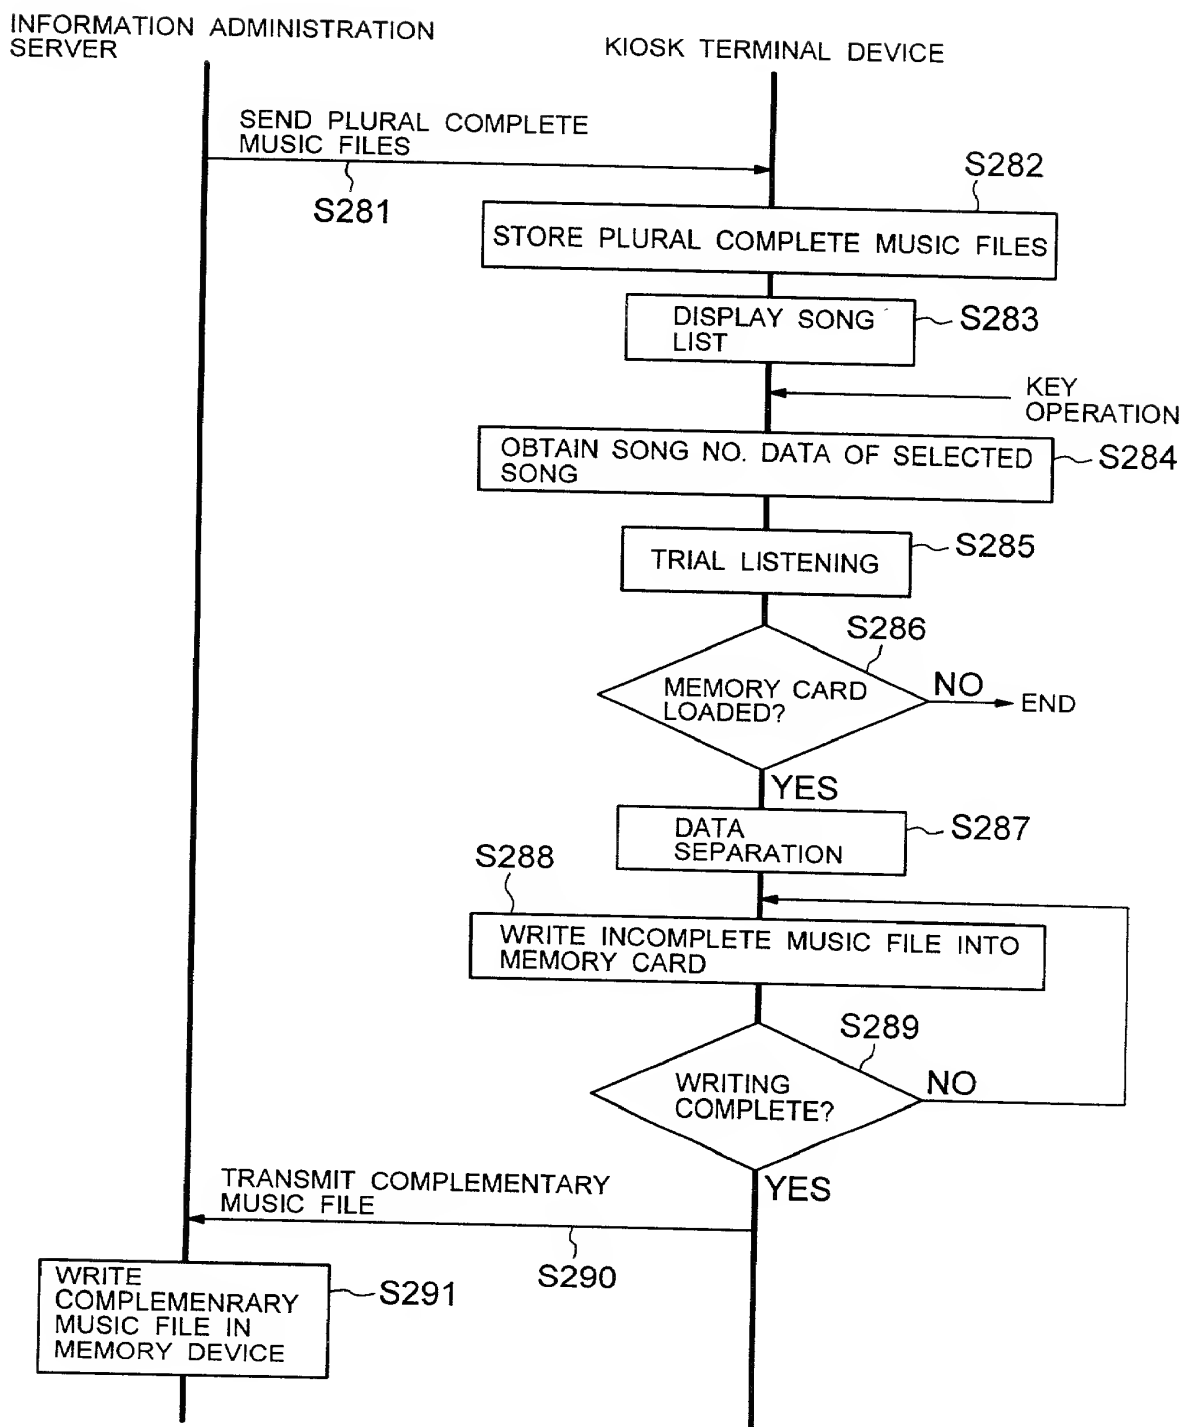 INFORMATION ADMINISTRATION
SERVER
KIOSK TERMINAL DEVICE
SEND PLURAL COMPLETE
MUSIC FILES
S281
S282
STORE PLURAL COMPLETE MUSIC FILES
DISPLAY SONG
LIST
S283
KEY
OPERATION
OBTAIN SONG NO. DATA OF SELECTED
SONG
S284
TRIAL LISTENING
S285
S286
MEMORY CARD
LOADED?
NO
END
YES
DATA
SEPARATION
S287
S288
WRITE INCOMPLETE MUSIC FILE INTO
MEMORY CARD
S289
WRITING
COMPLETE?
NO
YES
TRANSMIT COMPLEMENTARY
MUSIC FILE
S290
WRITE
COMPLEMENRARY
MUSIC FILE IN
MEMORY DEVICE
S291